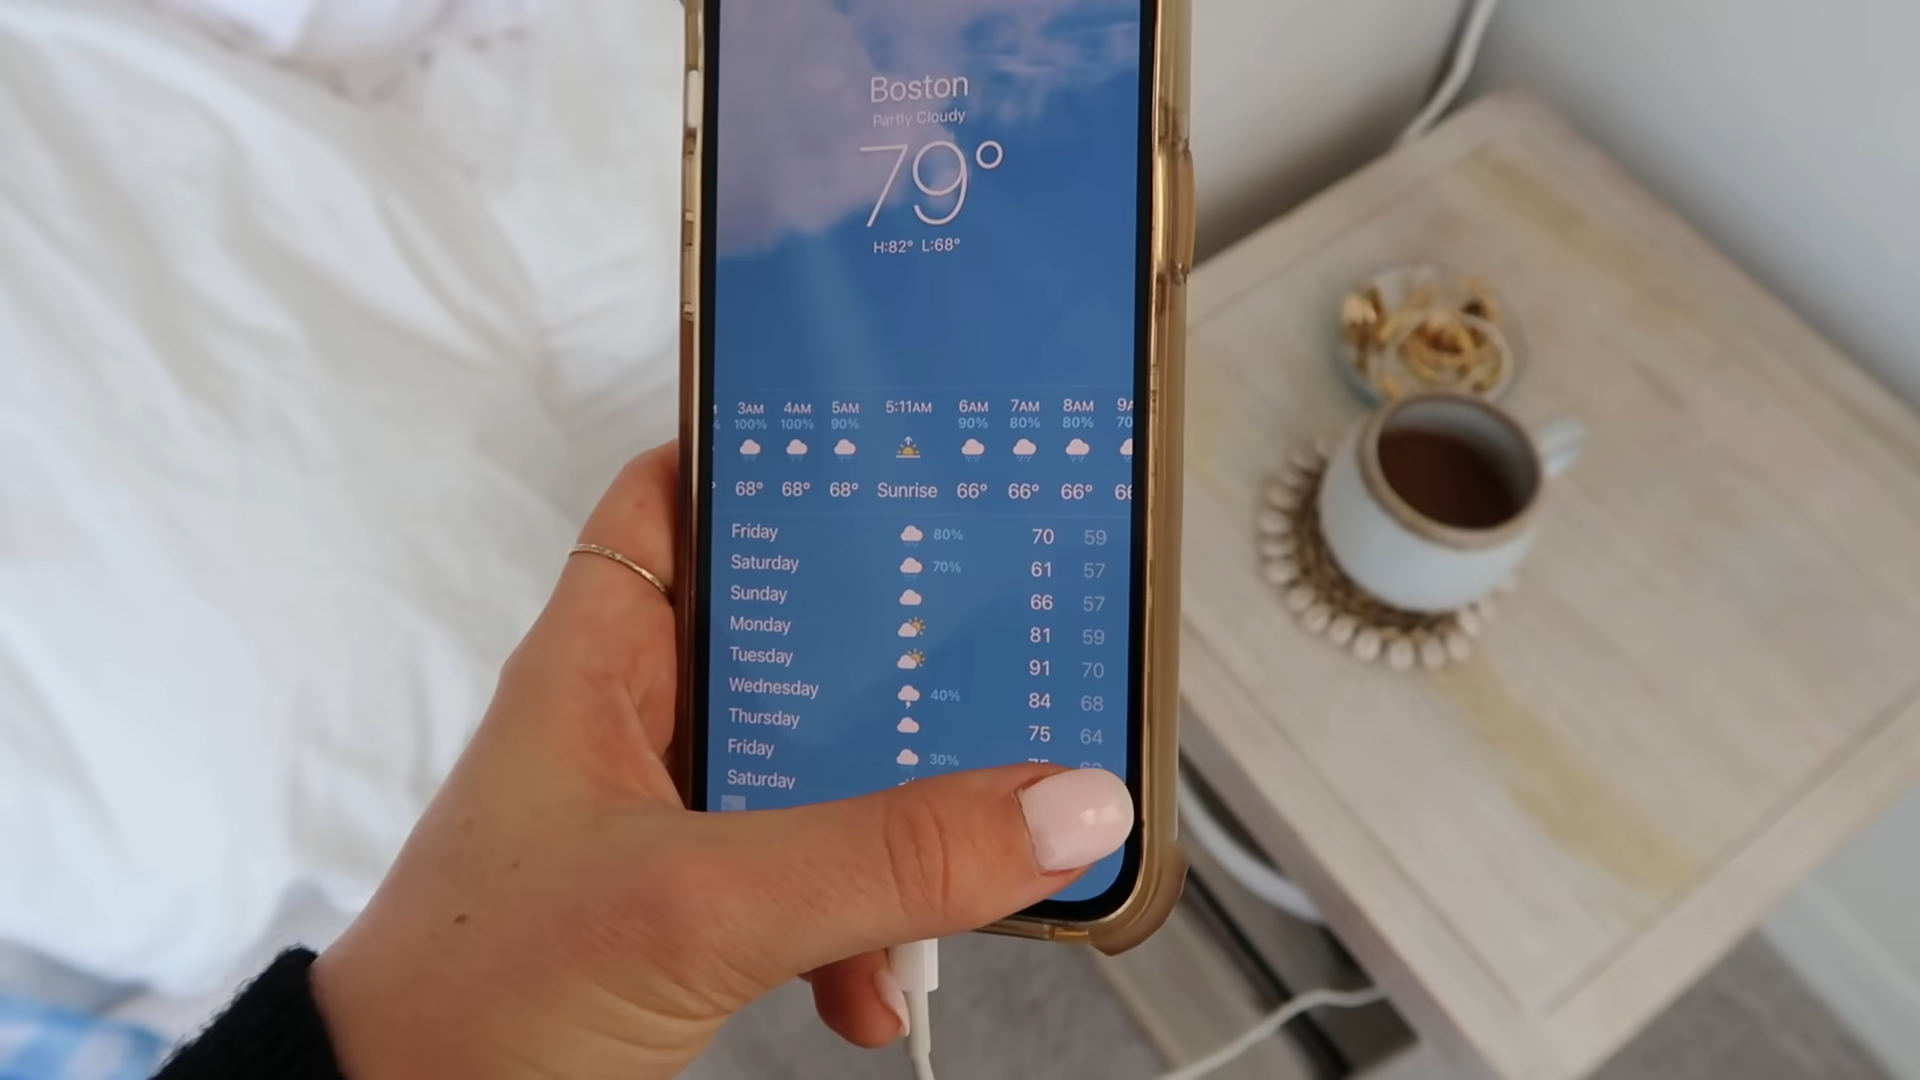 Boston
Partly Cloudy
79°
H:82° L:68°
3AM 4AM 5AM 5:11AM 6AM 7AM 8AM
100% 100% 90% 90% 80% 80% 70
68° 68° 68° Sunrise 66° 66° 66°
Friday 80% 70 59
Saturday 70% 61 57
Sunday 66 57
Monday 81 59
Tuesday 91 70
Wednesday 40% 84 68
Thursday 75 64
Friday 30%
Saturday